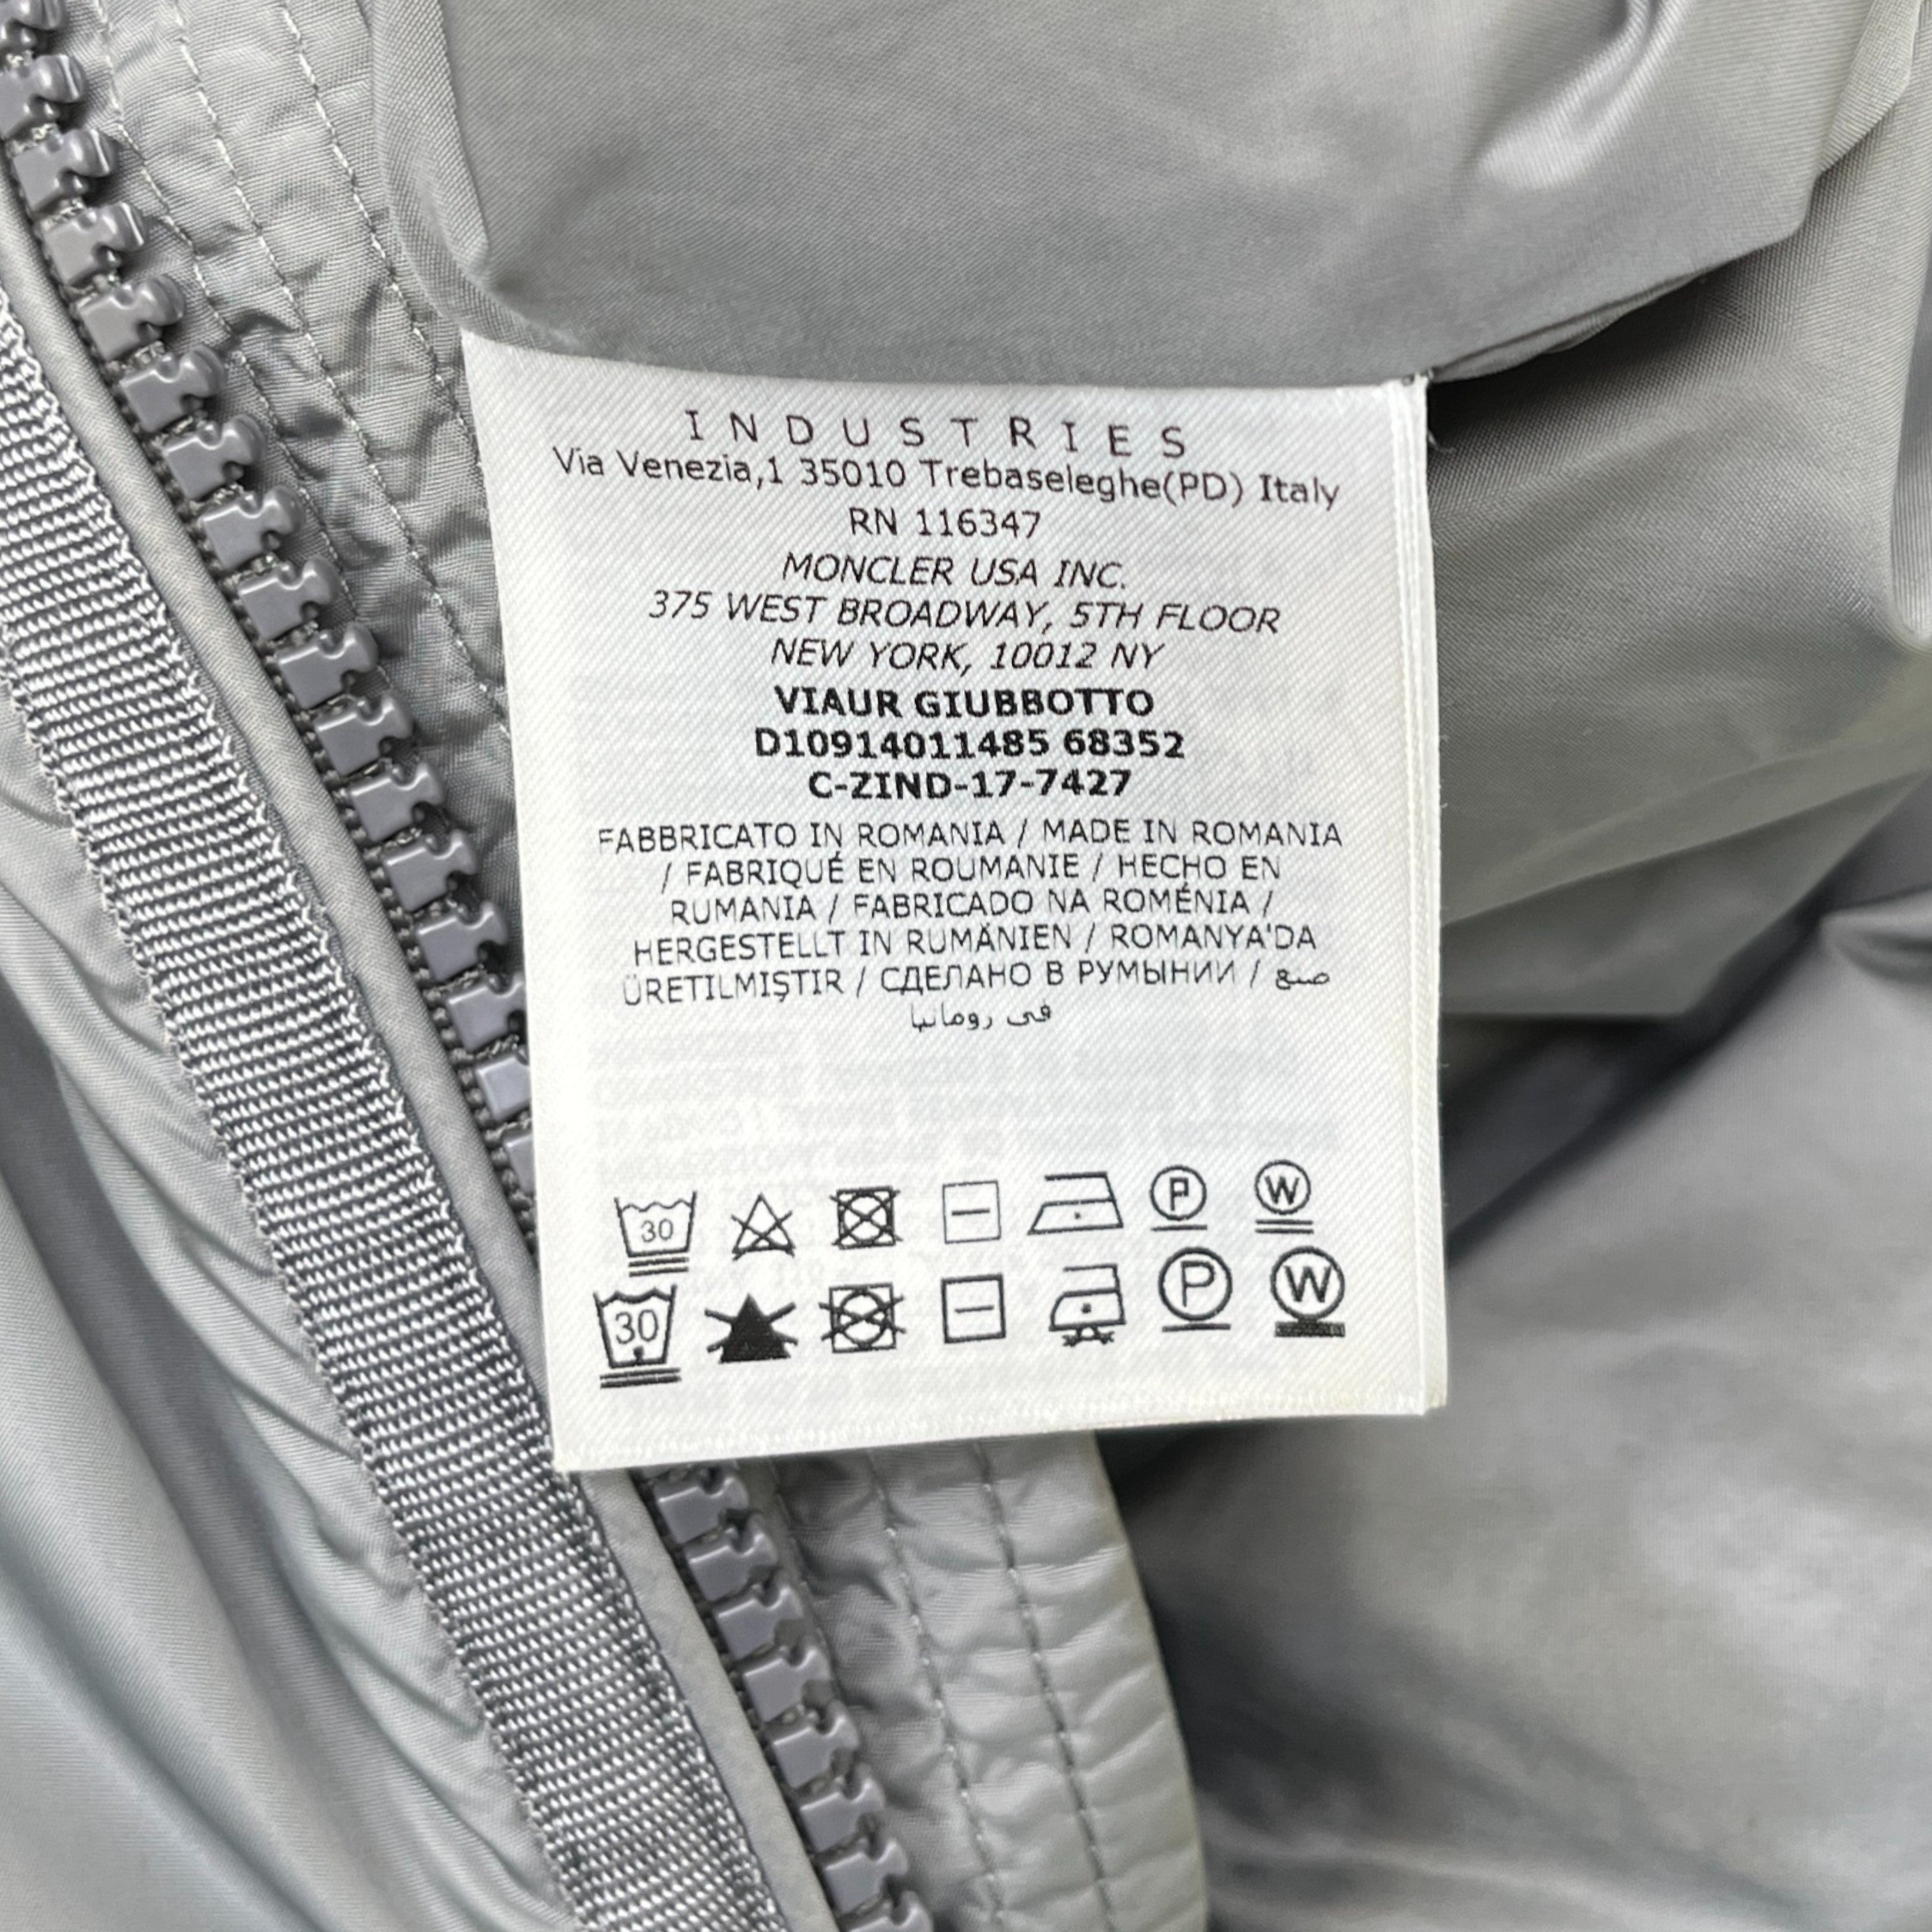 INDUSTRIES
Via Venezia,1 35010 Trebaseleghe(PD) Italy
RN 116347
MONCLER USA INC.
375 WEST BROADWAY, 5TH FLOOR
NEW YORK, 10012 NY
VIAUR GIUBBOTTO
D10914011485 68352
C-ZIND-17-7427
FABBRICATO IN ROMANIA / MADE IN ROMANIA
/ FABRIQUÉ EN ROUMANIE / HECHO EN
RUMANIA / FABRICADO NA ROMÉNIA /
HERGESTELLT IN RUMÄNIEN / ROMANYA'DA
ÜRETILMIŞTIR / СДЕЛАНО В РУМЫНИИ / صنع
في رومانيا
30 P W
30 P W